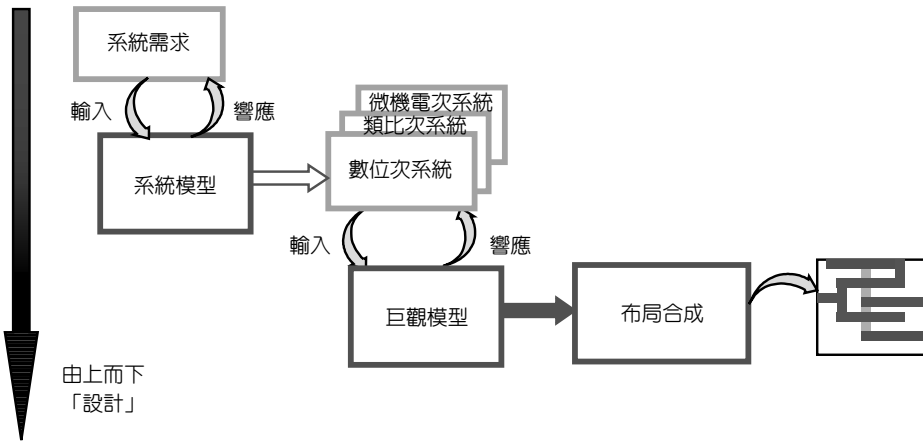 系統需求
輸入
響應
微機電次系統
類比次系統
數位次系統
系統模型
輸入
響應
巨觀模型
布局合成
由上而下
「設計」